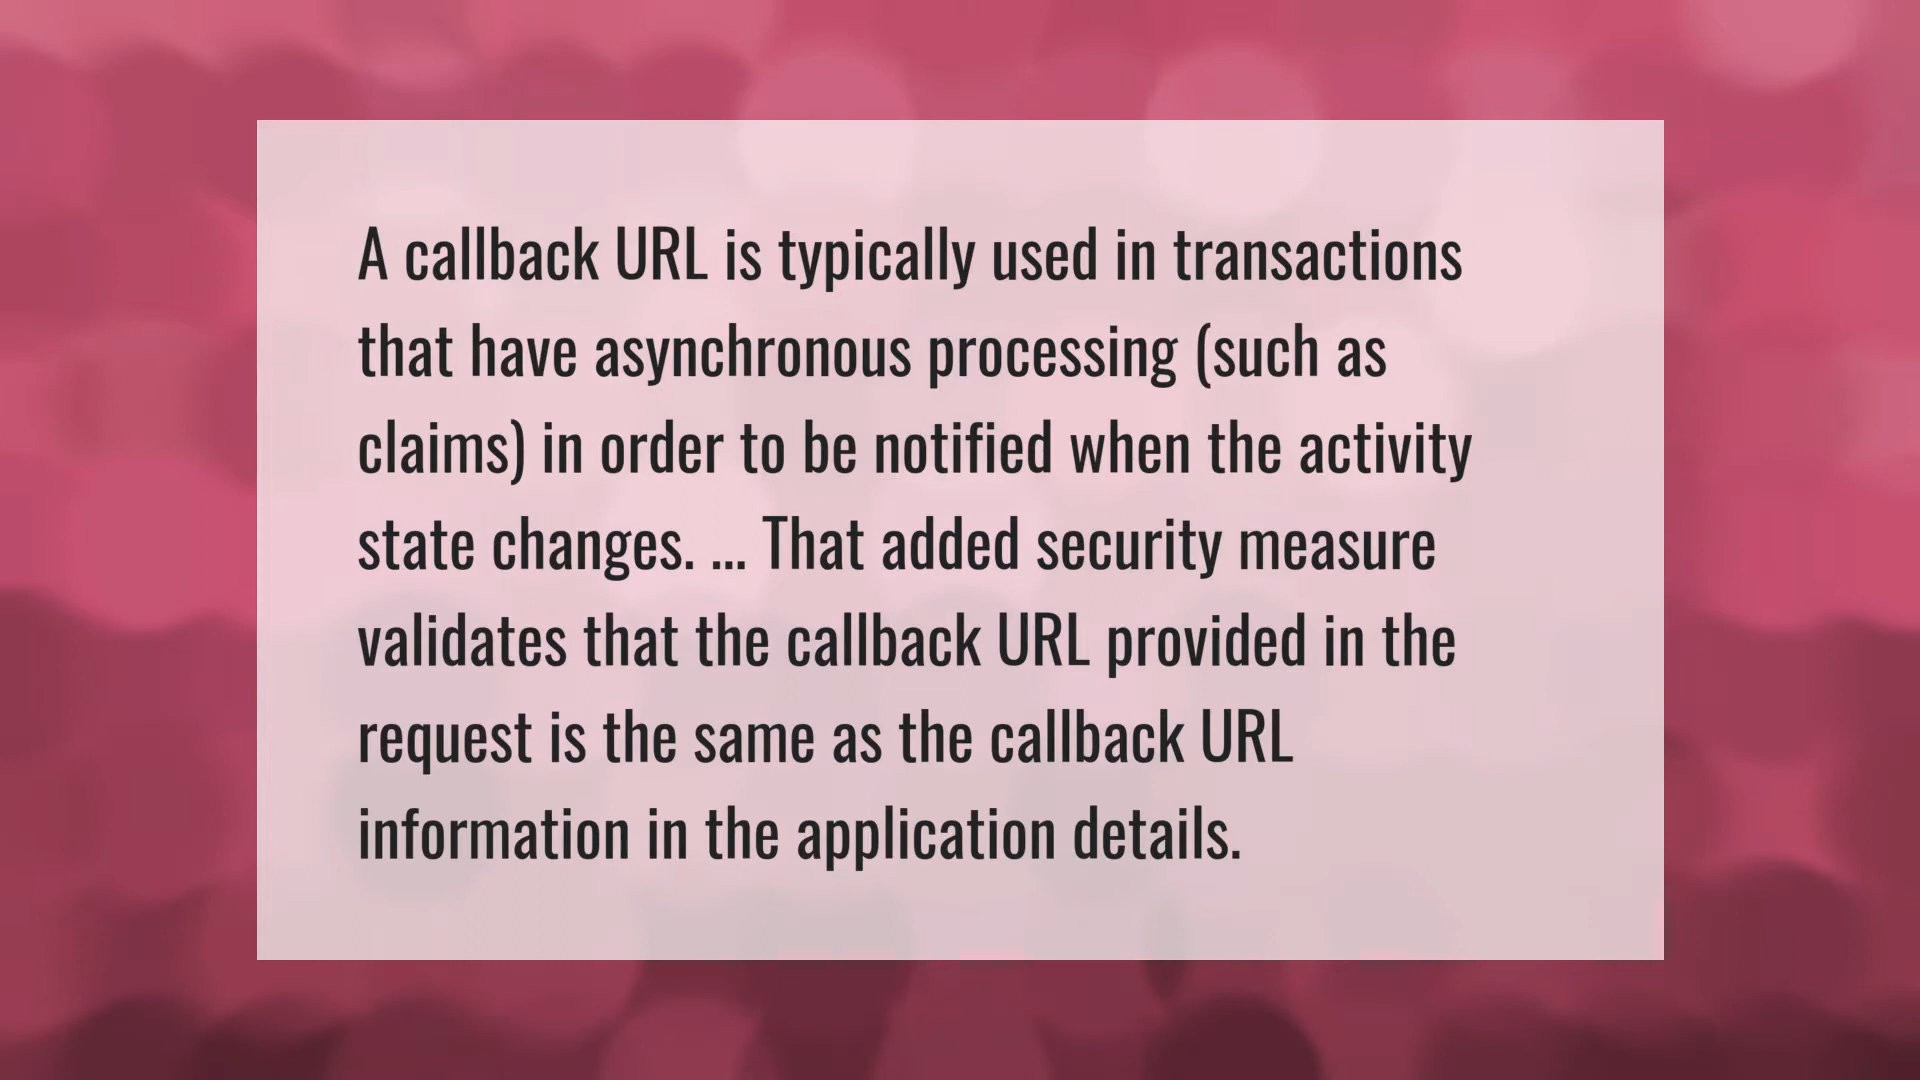 A callback URL is typically used in transactions
that have asynchronous processing (such as
claims) in order to be notified when the activity
state changes. ... That added security measure
validates that the callback URL provided in the
request is the same as the callback URL
information in the application details.